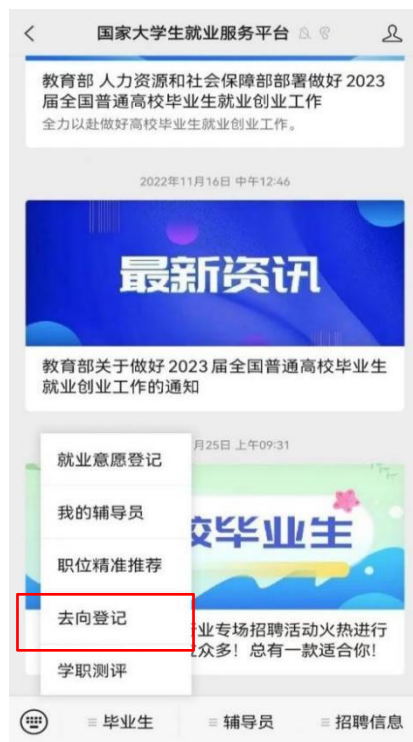 国家大学生就业服务平台
教育部 人力资源和社会保障部部署做好 2023
届全国普通高校毕业生就业创业工作
全力以赴做好高校毕业生就业创业工作。
2022年11月16日 中午12:46
最新资讯
教育部关于做好 2023 届全国普通高校毕业生
就业创业工作的通知
月25日 上午09:31
校毕业生
业专场招聘活动火热进行
众多！总有一款适合你!
就业意愿登记
我的辅导员
职位精准推荐
去向登记
学职测评
毕业生
辅导员
招聘信息